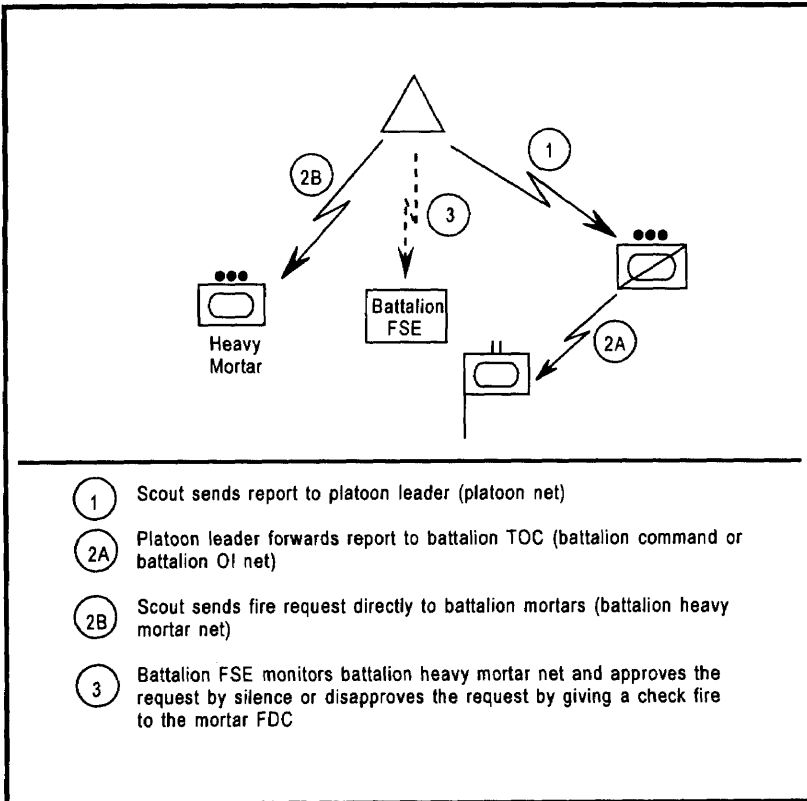 1
2B
3
Heavy
Mortar
Battalion
FSE
2A
1 Scout sends report to platoon leader (platoon net)
2A Platoon leader forwards report to battalion TOC (battalion command or
battalion OI net)
2B Scout sends fire request directly to battalion mortars (battalion heavy
mortar net)
3 Battalion FSE monitors battalion heavy mortar net and approves the
request by silence or disapproves the request by giving a check fire
to the mortar FDC